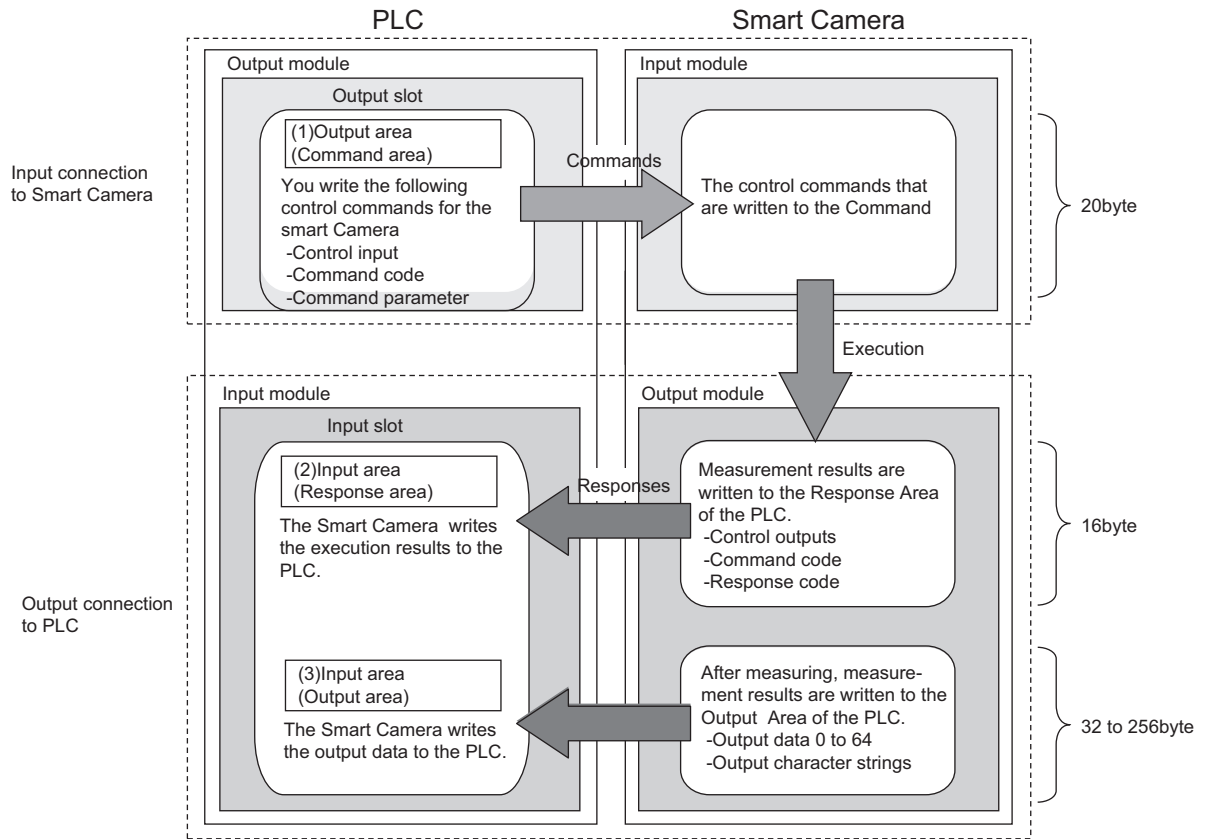 PLC
Smart Camera
Output module
Input module
Output slot
(1)Output area
(Command area)
You write the following
control commands for the
smart Camera
-Control input
-Command code
-Command parameter
Commands
The control commands that
are written to the Command
Input connection
to Smart Camera
20byte
Execution
Input module
Output module
Input slot
(2)Input area
(Response area)
The Smart Camera writes
the execution results to the
PLC.
Responses
Measurement results are
written to the Response Area
of the PLC.
-Control outputs
-Command code
-Response code
16byte
Output connection
to PLC
(3)Input area
(Output area)
The Smart Camera writes
the output data to the PLC.
After measuring, measure-
ment results are written to the
Output Area of the PLC.
-Output data 0 to 64
-Output character strings
32 to 256byte